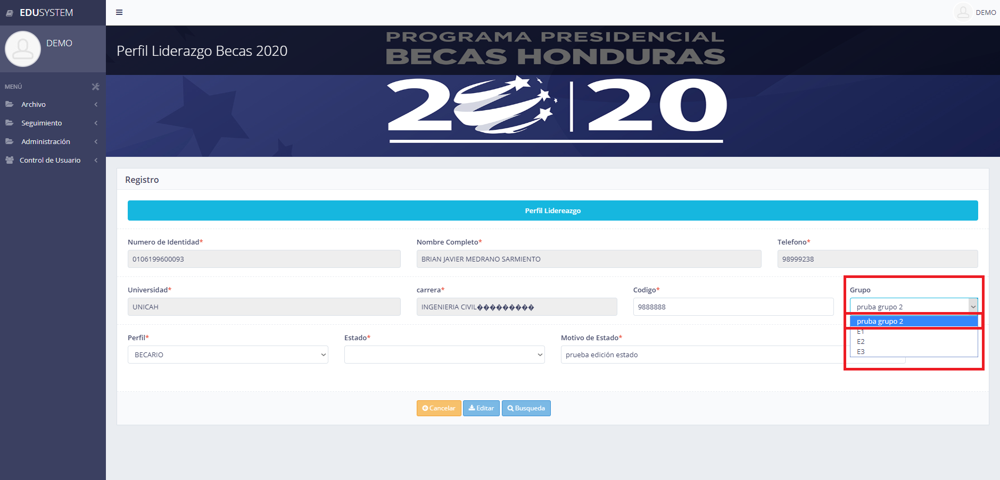 EDUSYSTEM
DEMO
DEMO
MENÚ
Archivo
Seguimiento
Administración
Control de Usuario
Perfil Liderazgo Becas 2020
PROGRAMA PRESIDENCIAL
BECAS HONDURAS
20|20
Registro
Perfil Lidereazgo
Numero de Identidad* Nombre Completo* Telefono*
0106199600093 BRIAN JAVIER MEDRANO SARMIENTO 98999238
Universidad* carrera* Codigo* Grupo
UNICAH INGENIERIA CIVIL��������� 9888888 pruba grupo 2
pruba grupo 2
E1
E2
E3
Perfil* Estado* Motivo de Estado*
BECARIO prueba edición estado
Cancelar Editar Busqueda